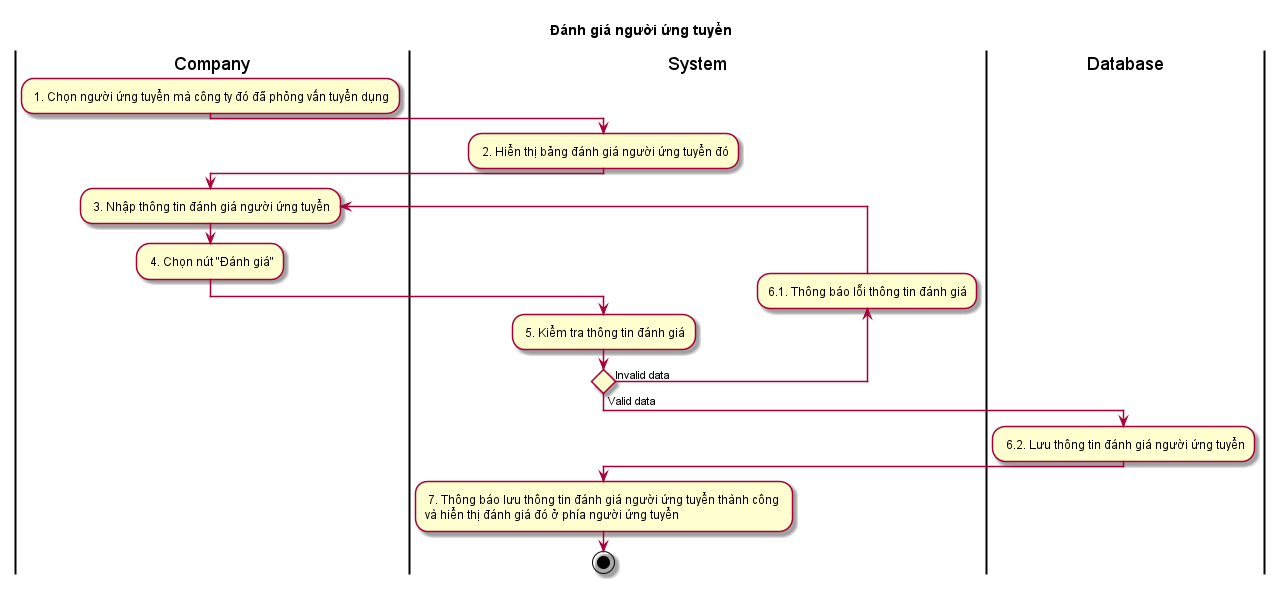 Đánh giá người ứng tuyển
Company
System
Database
1. Chọn người ứng tuyển mà công ty đó đã phỏng vấn tuyển dụng
2. Hiển thị bảng đánh giá người ứng tuyển đó
3. Nhập thông tin đánh giá người ứng tuyển
4. Chọn nút "Đánh giá"
6.1. Thông báo lỗi thông tin đánh giá
5. Kiểm tra thông tin đánh giá
Invalid data
Valid data
6.2. Lưu thông tin đánh giá người ứng tuyển
7. Thông báo lưu thông tin đánh giá người ứng tuyển thành công
và hiển thị đánh giá đó ở phía người ứng tuyển